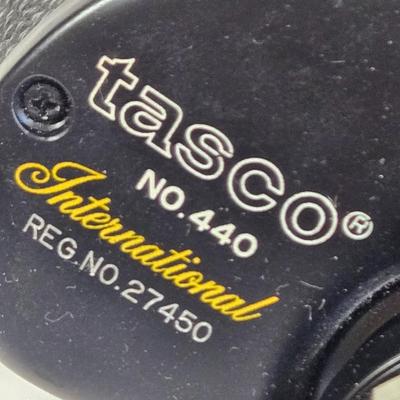 tasco®
NO.440
International
REG.NO.27450